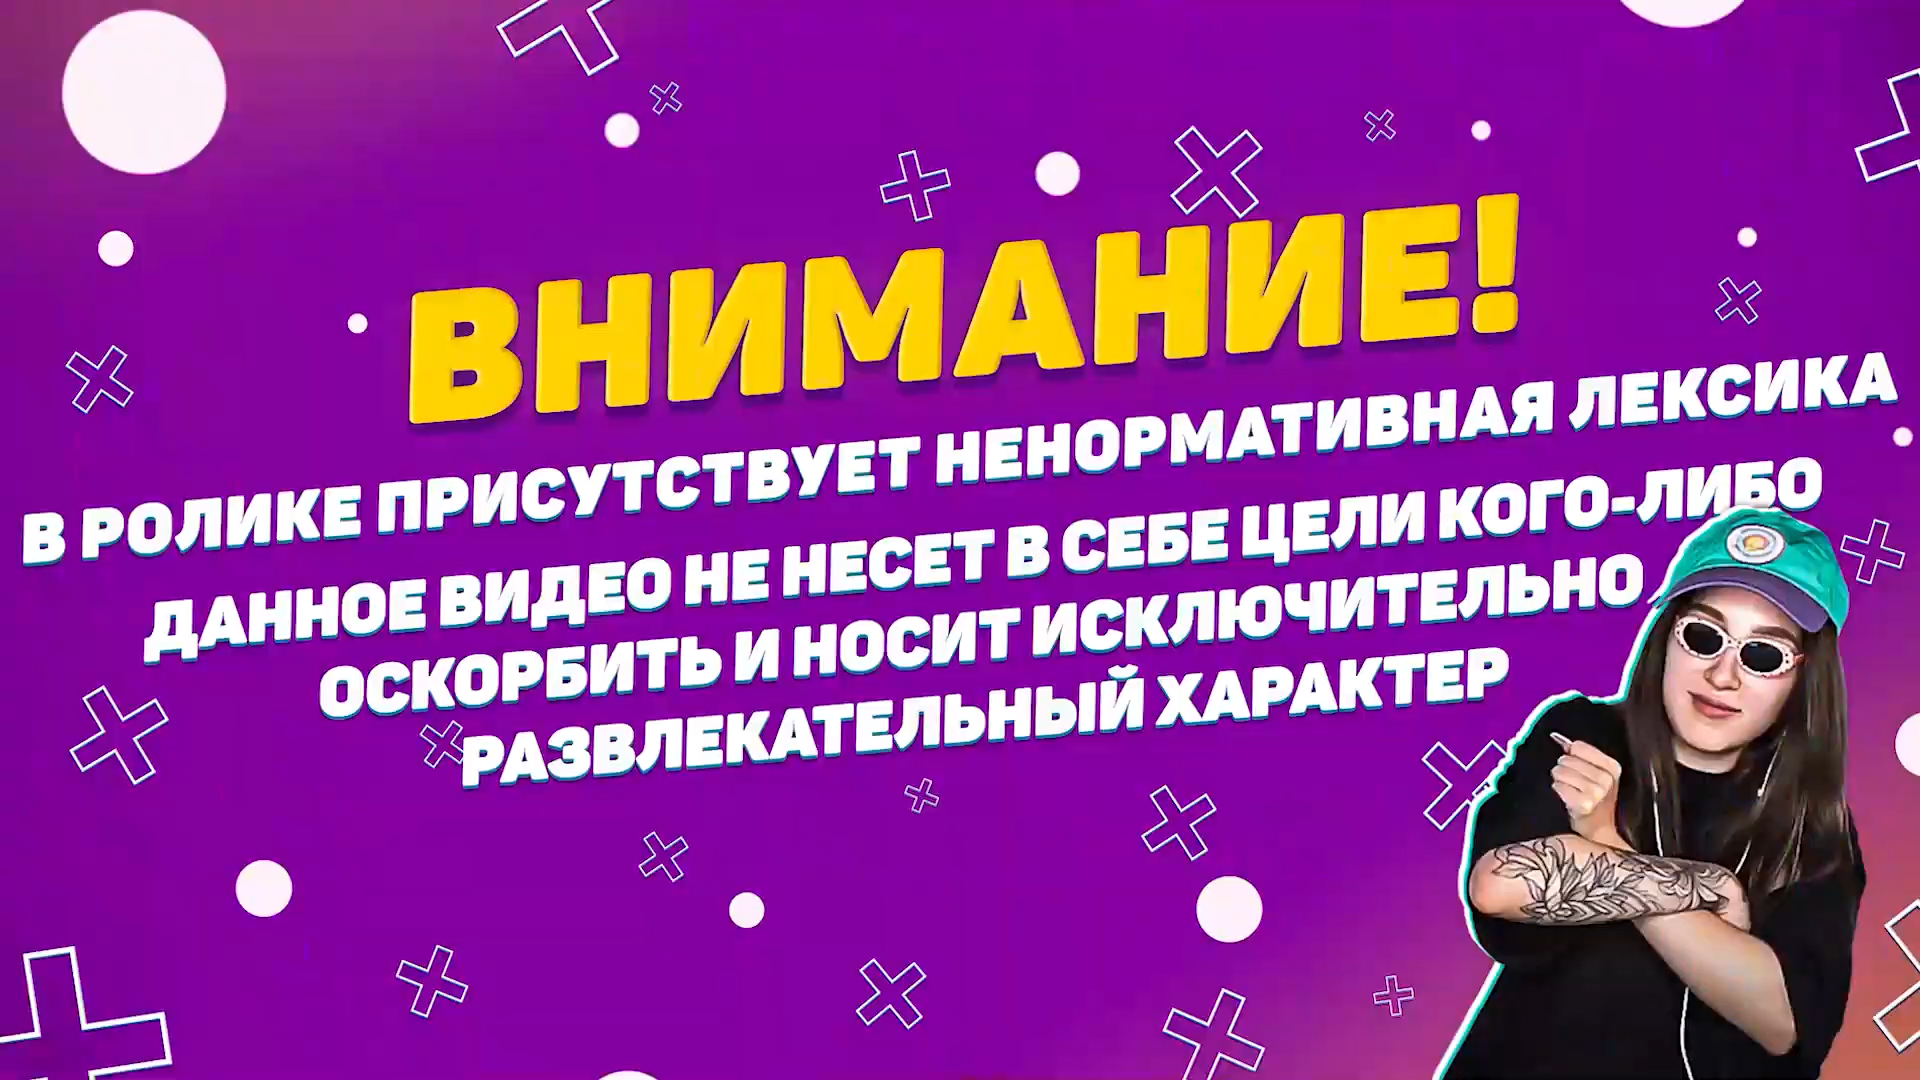 ВНИМАНИЕ!
В РОЛИКЕ ПРИСУТСТВУЕТ НЕНОРМАТИВНАЯ ЛЕКСИКА
ДАННОЕ ВИДЕО НЕ НЕСЕТ В СЕБЕ ЦЕЛИ КОГО-ЛИБО
ОСКОРБИТЬ И НОСИТ ИСКЛЮЧИТЕЛЬНО
РАЗВЛЕКАТЕЛЬНЫЙ ХАРАКТЕР